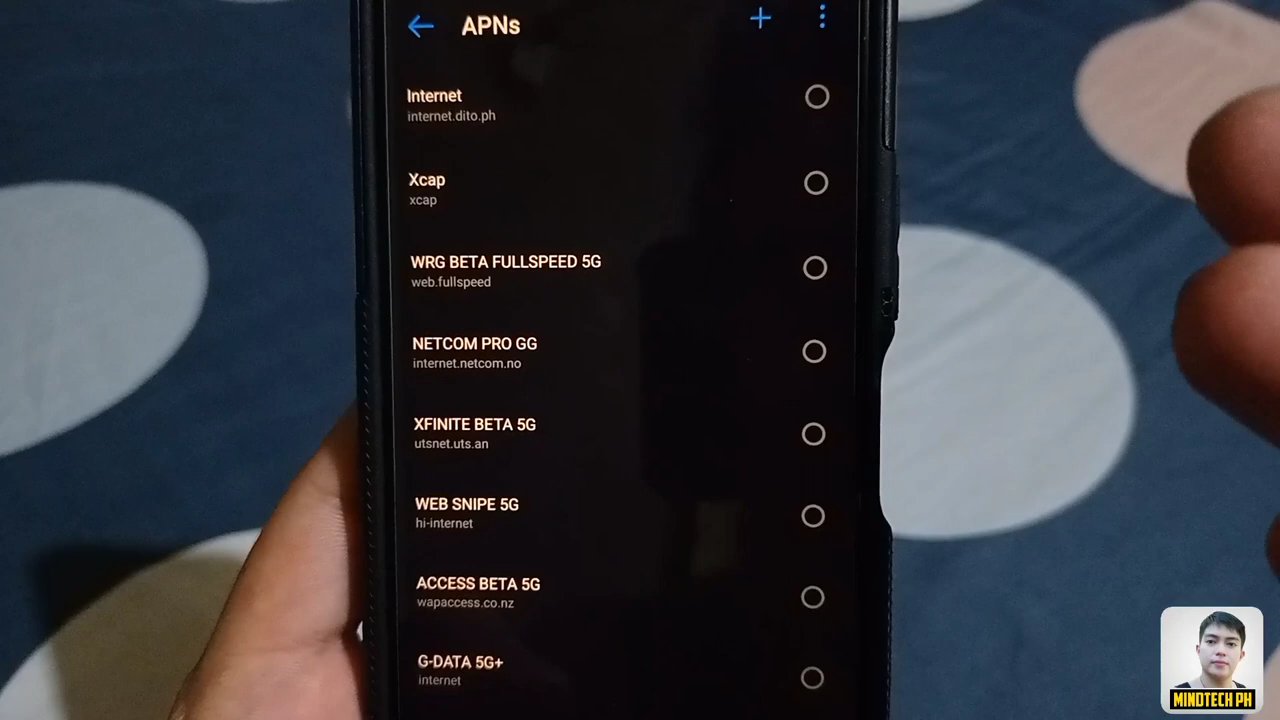 APNs
Internet
internet.dito.ph
Xcap
xcap
WRG BETA FULLSPEED 5G
web.fullspeed
NETCOM PRO GG
internet.netcom.no
XFINITE BETA 5G
utsnet.uts.an
WEB SNIPE 5G
hi-internet
ACCESS BETA 5G
wapaccess.co.nz
G-DATA 5G+
internet
MINDTECH PH